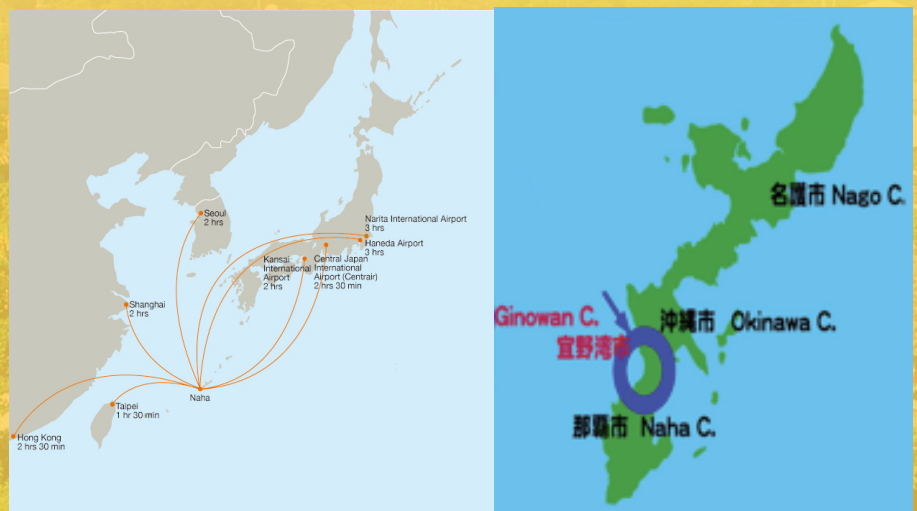 Seoul
2 hrs
Narita International Airport
3 hrs
Haneda Airport
3 hrs
Kansai
International
Airport
2 hrs
Central Japan
International
Airport (Centrair)
2 hrs 30 min
Shanghai
2 hrs
Naha
Taipei
1 hr 30 min
Hong Kong
2 hrs 30 min
名護市 Nago C.
Ginowan C.
宜野湾市
沖縄市 Okinawa C.
那覇市 Naha C.